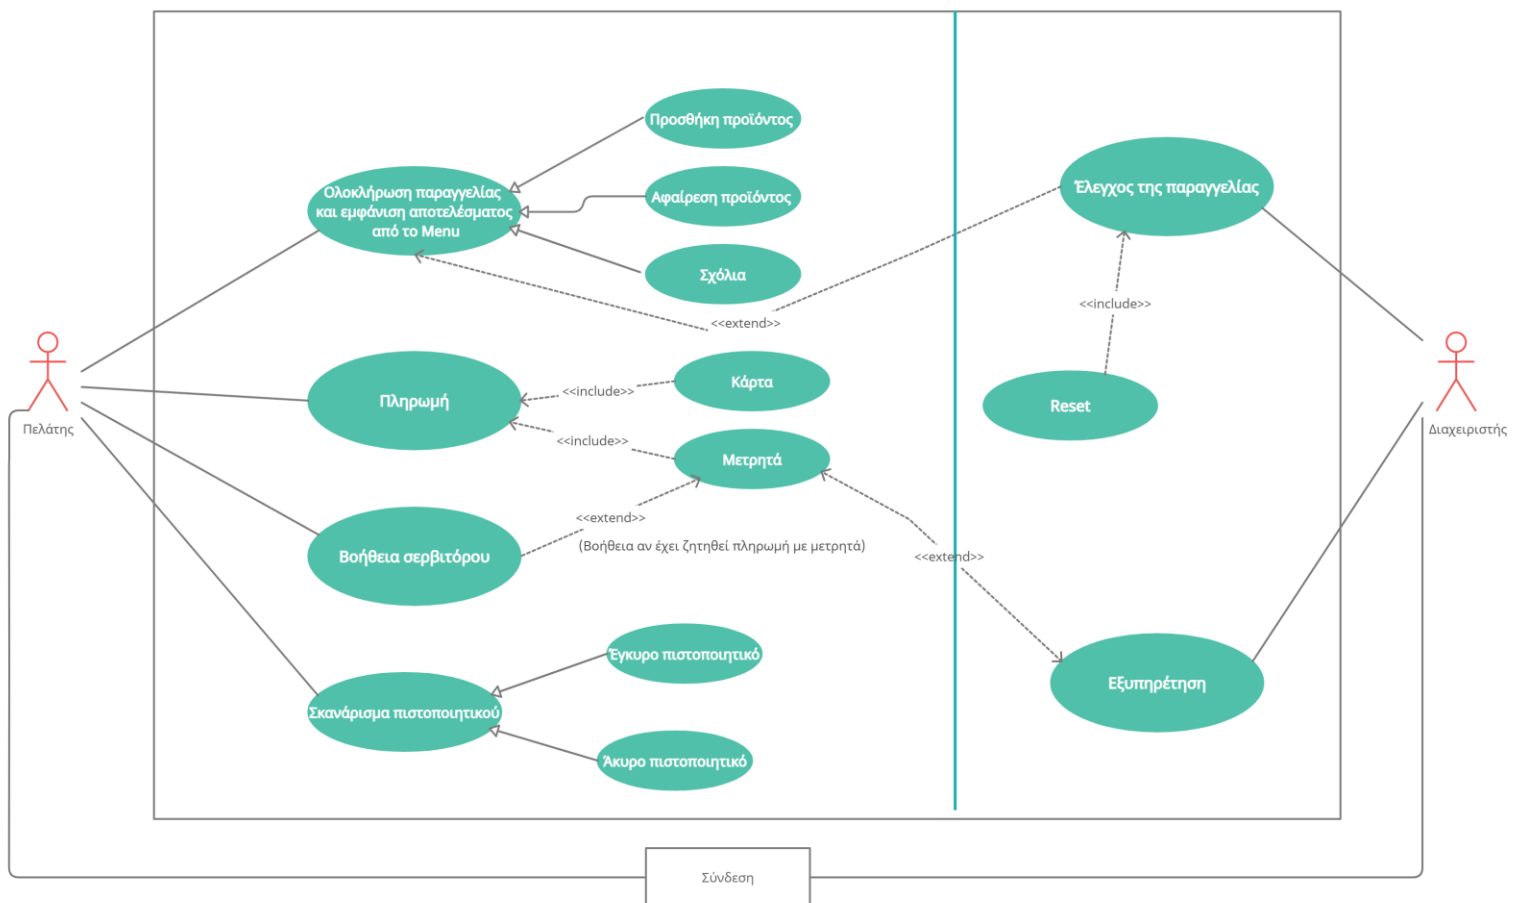 Προσθήκη προϊόντος
Ολοκλήρωση παραγγελίας
και εμφάνιση αποτελέσματος
από το Menu
Αφαίρεση προϊόντος
Σχόλια
<<extend>>
Έλεγχος της παραγγελίας
<<include>>
Reset
Πελάτης
Διαχειριστής
Πληρωμή
<<include>>
Κάρτα
<<include>>
Μετρητά
Βοήθεια σερβιτόρου
<<extend>>
(Βοήθεια αν έχει ζητηθεί πληρωμή με μετρητά)
<<extend>>
Εξυπηρέτηση
Σκανάρισμα πιστοποιητικού
Έγκυρο πιστοποιητικό
Άκυρο πιστοποιητικό
Σύνδεση